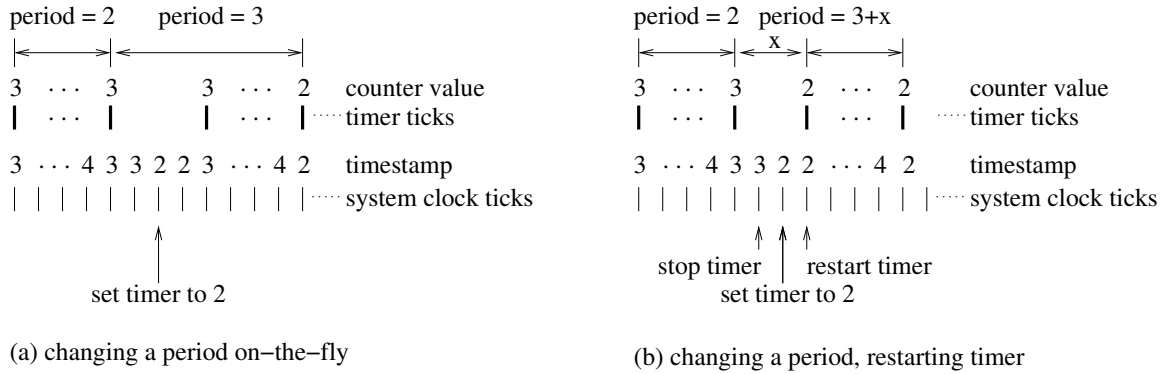 period = 2 period = 3
3 ··· 3 3 ··· 2 counter value
··· ··· timer ticks
3 ··· 4 3 3 2 2 3 ··· 4 2 timestamp
system clock ticks
set timer to 2
(a) changing a period on−the−fly
period = 2 period = 3+x
x
3 ··· 3 2 ··· 2 counter value
··· ··· timer ticks
3 ··· 4 3 3 2 2 ··· 4 2 timestamp
system clock ticks
stop timer restart timer
set timer to 2
(b) changing a period, restarting timer